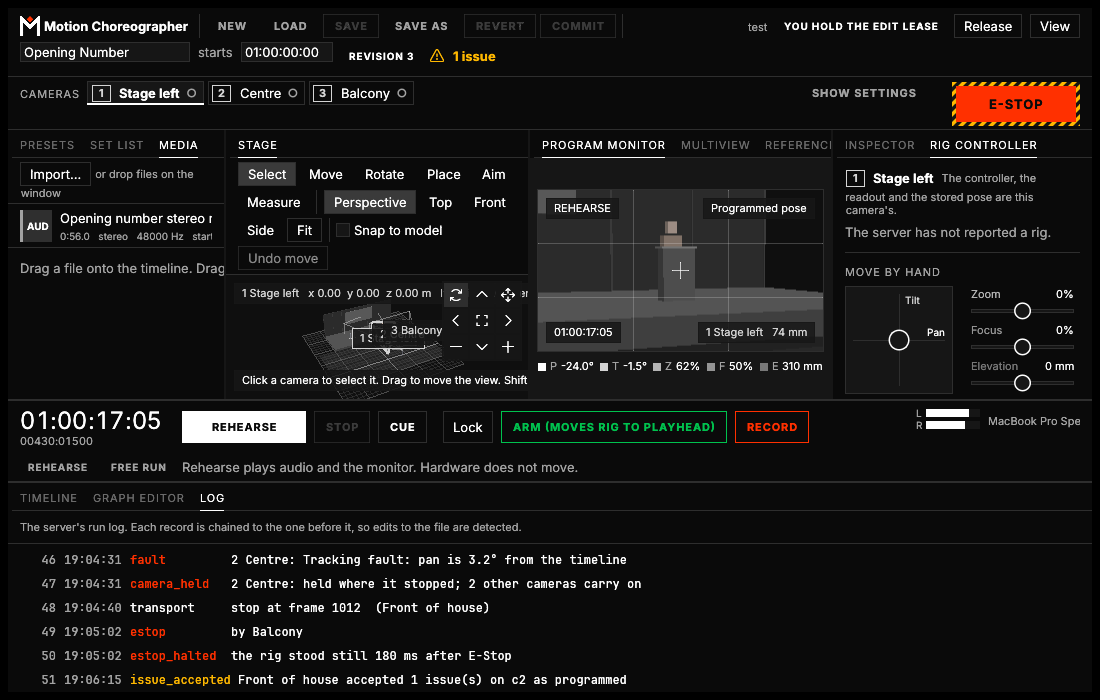 Motion Choreographer NEW LOAD SAVE SAVE AS REVERT COMMIT test YOU HOLD THE EDIT LEASE Release View
Opening Number starts 01:00:00:00 REVISION 3 1 issue
CAMERAS 1 Stage left 2 Centre 3 Balcony SHOW SETTINGS E-STOP
PRESETS SET LIST MEDIA
Import... or drop files on the
window
AUD Opening number stereo
0:56.0 stereo 48000 Hz
Drag a file onto the timeline. Drag
STAGE
Select Move Rotate Place Aim
Measure Perspective Top Front
Side Fit Snap to model
Undo move
1 Stage left x 0.00 y 0.00 z 0.00 m
3 Balcony
Click a camera to select it. Drag to move the view. Shift
PROGRAM MONITOR MULTIVIEW REFERENC
REHEARSE Programmed pose
01:00:17:05 1 Stage left 74 mm
P -24.0° T -1.5° Z 62% F 50% E 310 mm
INSPECTOR RIG CONTROLLER
1 Stage left The controller, the
readout and the stored pose are this
camera's.
The server has not reported a rig.
MOVE BY HAND
Tilt
Pan
Zoom 0%
Focus 0%
Elevation 0 mm
01:00:17:05
00430:01500
REHEARSE STOP CUE Lock ARM (MOVES RIG TO PLAYHEAD) RECORD
L
R
MacBook Pro Spe
REHEARSE FREE RUN Rehearse plays audio and the monitor. Hardware does not move.
TIMELINE GRAPH EDITOR LOG
The server's run log. Each record is chained to the one before it, so edits to the file are detected.
46 19:04:31 fault 2 Centre: Tracking fault: pan is 3.2° from the timeline
47 19:04:31 camera_held 2 Centre: held where it stopped; 2 other cameras carry on
48 19:04:40 transport stop at frame 1012 (Front of house)
49 19:05:02 estop by Balcony
50 19:05:02 estop_halted the rig stood still 180 ms after E-Stop
51 19:06:15 issue_accepted Front of house accepted 1 issue(s) on c2 as programmed